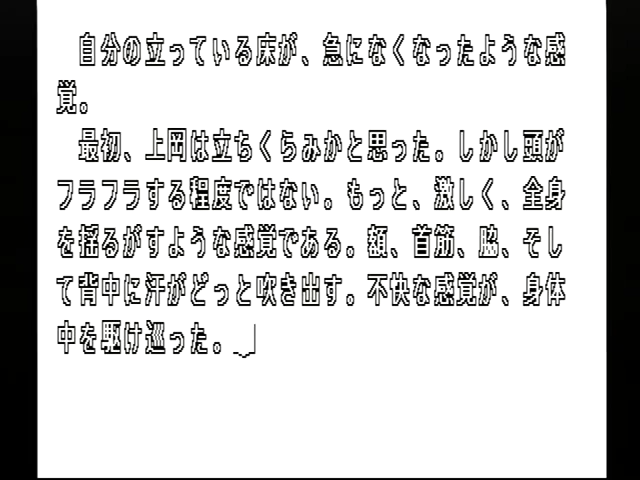 自分の立っている床が、急になくなったような感
覚。
　最初、上岡は立ちくらみかと思った。しかし頭が
フラフラする程度ではない。もっと、激しく、全身
を揺るがすような感覚である。額、首筋、脇、そし
て背中に汗がどっと吹き出す。不快な感覚が、身体
中を駆け巡った。